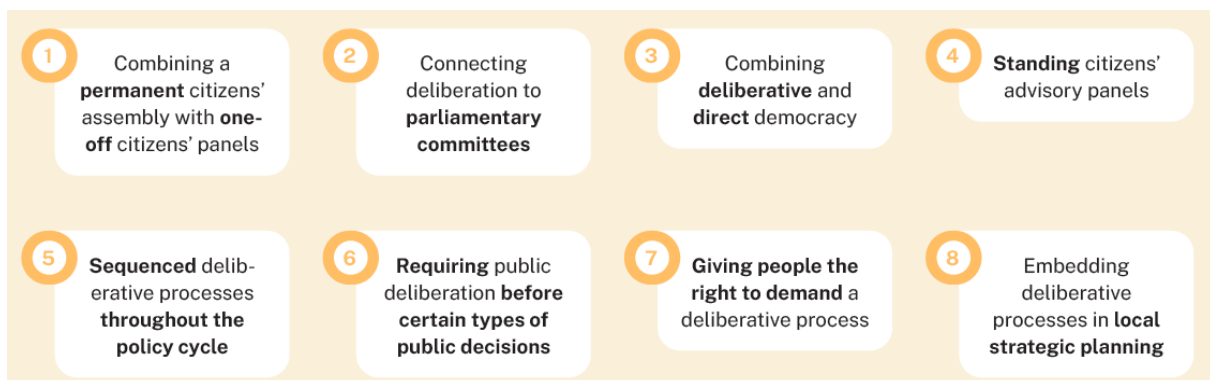 1
Combining a
permanent citizens’
assembly with one-
off citizens’ panels
2
Connecting
deliberation to
parliamentary
committees
3
Combining
deliberative and
direct democracy
4
Standing citizens’
advisory panels
5
Sequenced delib-
erative processes
throughout the
policy cycle
6
Requiring public
deliberation before
certain types of
public decisions
7
Giving people the
right to demand a
deliberative process
8
Embedding
deliberative
processes in local
strategic planning